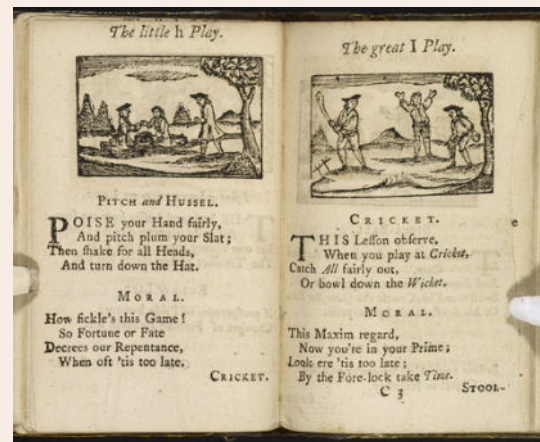 The little h Play.
PITCH and HUSSEL.
POISE your Hand fairly,
And pitch plum your Slat;
Then shake for all Heads,
And turn down the Hat.
MORAL.
How fickle's this Game!
So Fortune or Fate
Decrees our Repentance,
When oft 'tis too late.
CRICKET.
The great I Play.
CRICKET.
THIS Lesson observe,
When you play at Cricket,
Catch All fairly out,
Or bowl down the Wicket.
MORAL.
This Maxim regard,
Now you're in your Prime;
Look ere 'tis too late;
By the Fore-lock take Time.
C 3
STOOL-